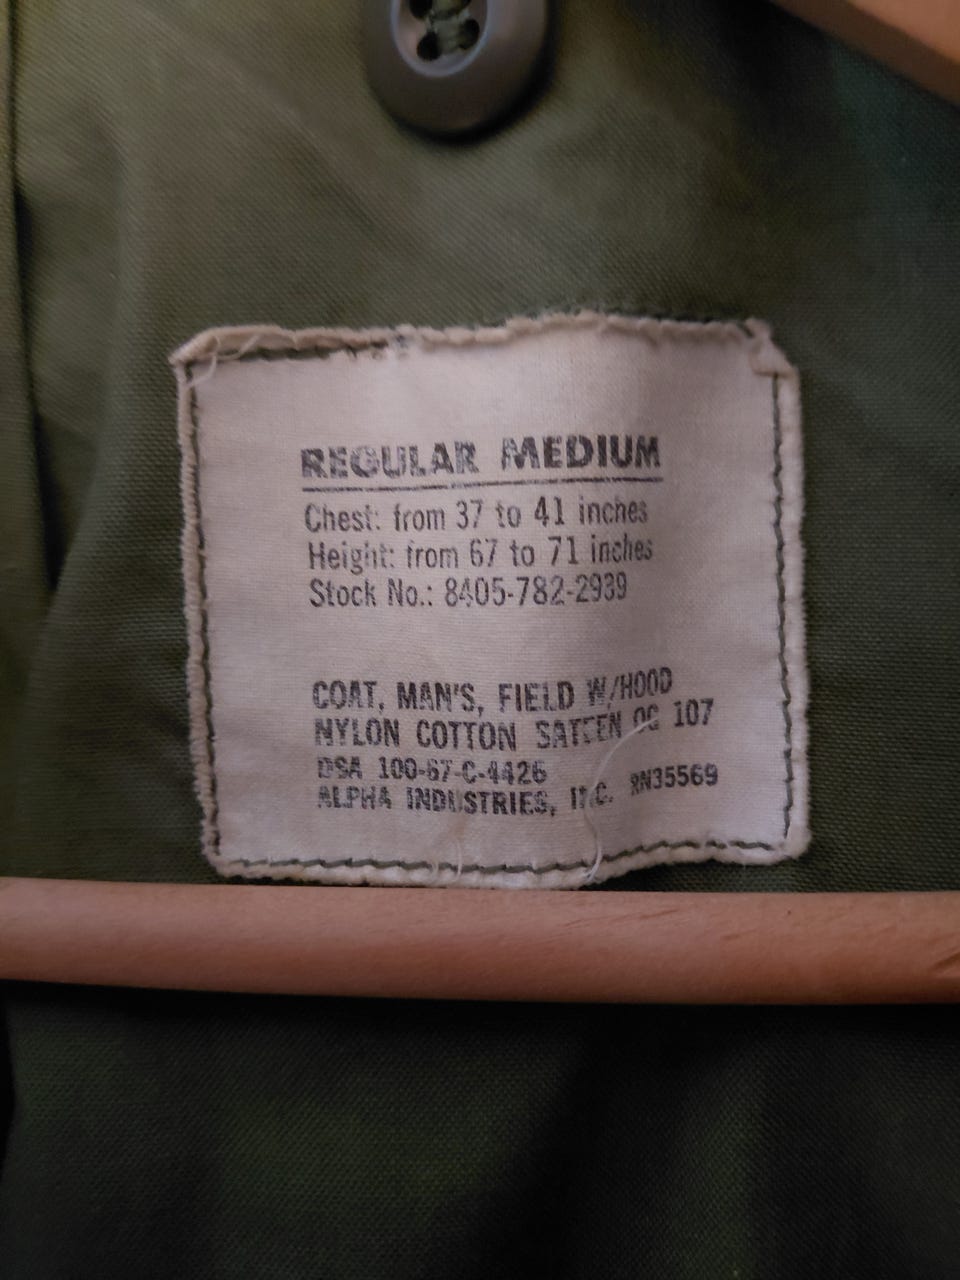 REGULAR MEDIUM
Chest: from 37 to 41 inches
Height: from 67 to 71 inches
Stock No.: 8405-782-2939
COAT, MAN'S, FIELD W/HOOD
NYLON COTTON SATEEN OG 107
DSA 100-67-C-4426
ALPHA INDUSTRIES, INC. RN35569